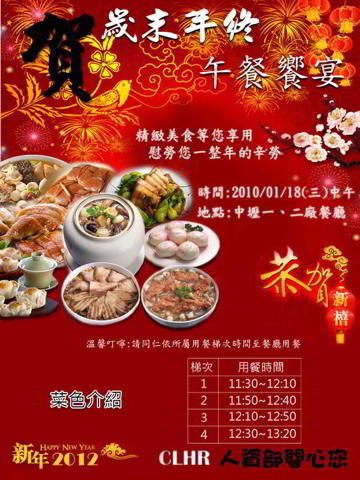 賀
歲末年終
午餐饗宴
精緻美食等您享用
慰勞您一整年的辛勞
時間:2010/01/18(三)中午
地點:中壢一、二廠餐廳
恭賀
新禧
溫馨叮嚀:請同仁依所屬用餐梯次時間至餐廳用餐
菜色介紹
梯次 用餐時間
1 11:30~12:10
2 11:50~12:40
3 12:10~12:50
4 12:30~13:20
HAPPY NEW YEAR
新年2012
CLHR 人資部關心您